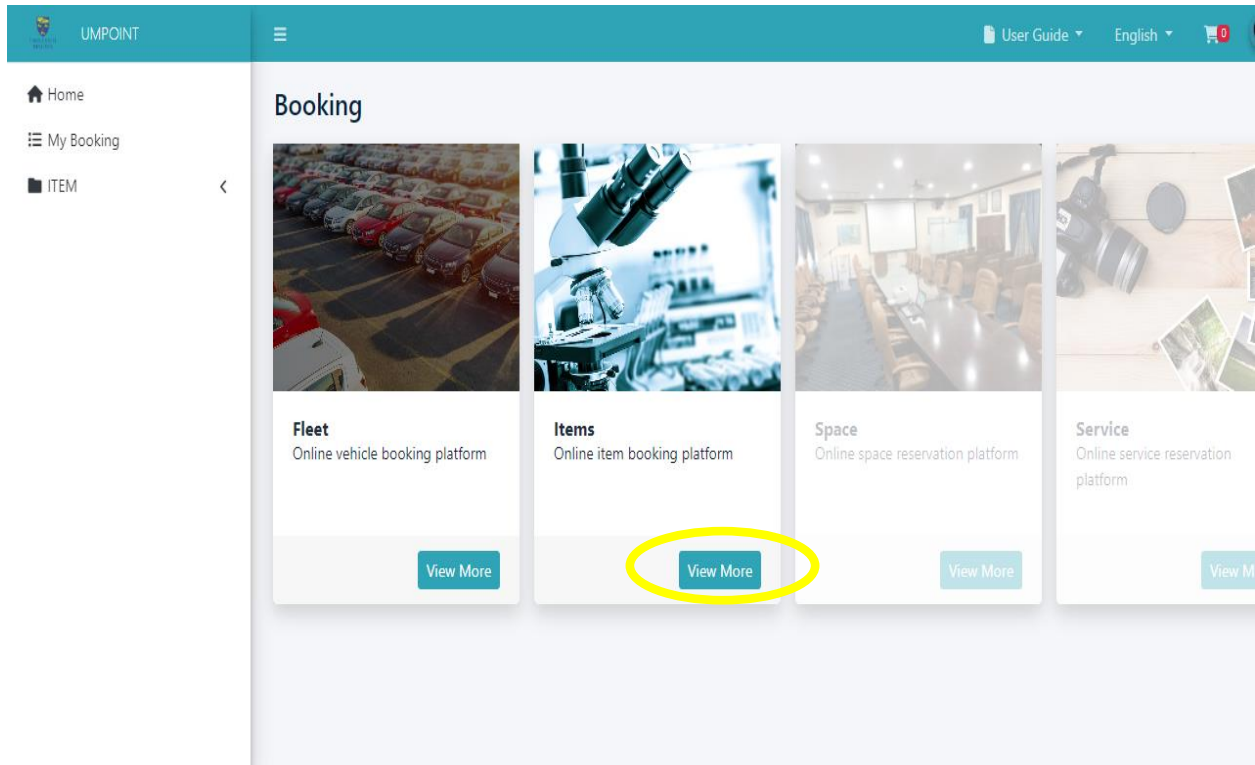 UMPOINT
User Guide
English
0
Home
My Booking
ITEM
Booking
Fleet
Online vehicle booking platform
View More
Items
Online item booking platform
View More
Space
Online space reservation platform
View More
Service
Online service reservation
platform
View M